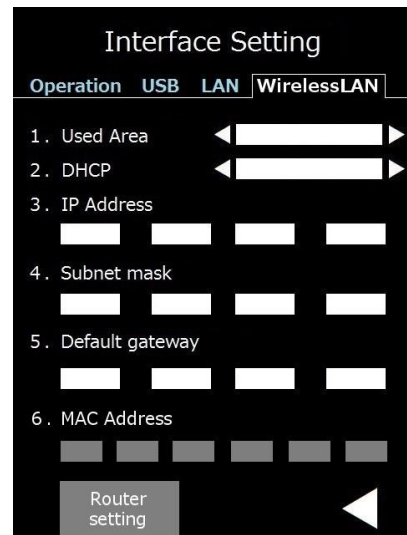 Interface Setting
Operation USB LAN WirelessLAN
1. Used Area
2. DHCP
3. IP Address
4. Subnet mask
5. Default gateway
6. MAC Address
Router
setting